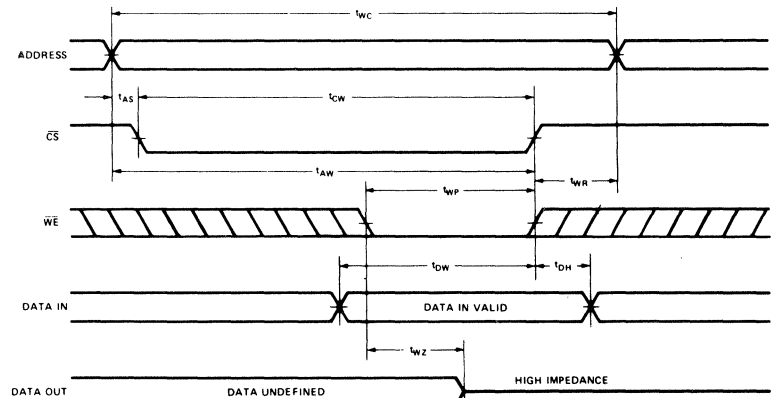 tWC
ADDRESS
tAS
tCW
CS
tAW
tWR
tWP
WE
tDW
tDH
DATA IN
DATA IN VALID
tWZ
HIGH IMPEDANCE
DATA OUT
DATA UNDEFINED